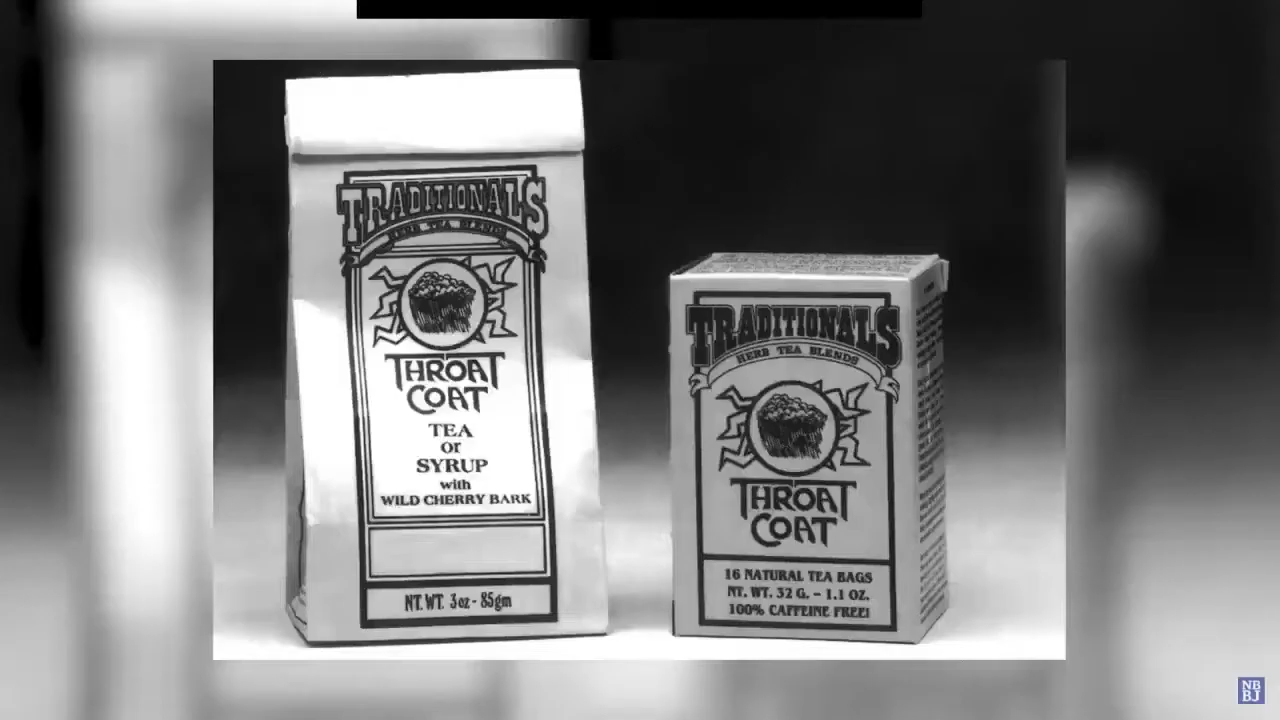 TRADITIONALS
HERB TEA BLENDS
THROAT
COAT
TEA
or
SYRUP
with
WILD CHERRY BARK
NT. WT. 3oz - 85gm
TRADITIONALS
HERB TEA BLENDS
THROAT
COAT
16 NATURAL TEA BAGS
NT. WT. 32 G. – 1.1 OZ.
100% CAFFEINE FREE!
NB
BJ